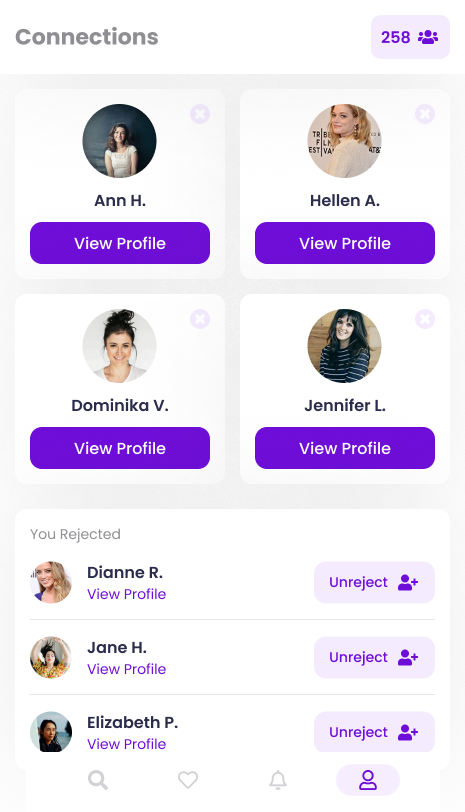 Connections
258
Ann H.
View Profile
Hellen A.
View Profile
Dominika V.
View Profile
Jennifer L.
View Profile
You Rejected
Dianne R.
View Profile
Unreject
Jane H.
View Profile
Unreject
Elizabeth P.
View Profile
Unreject